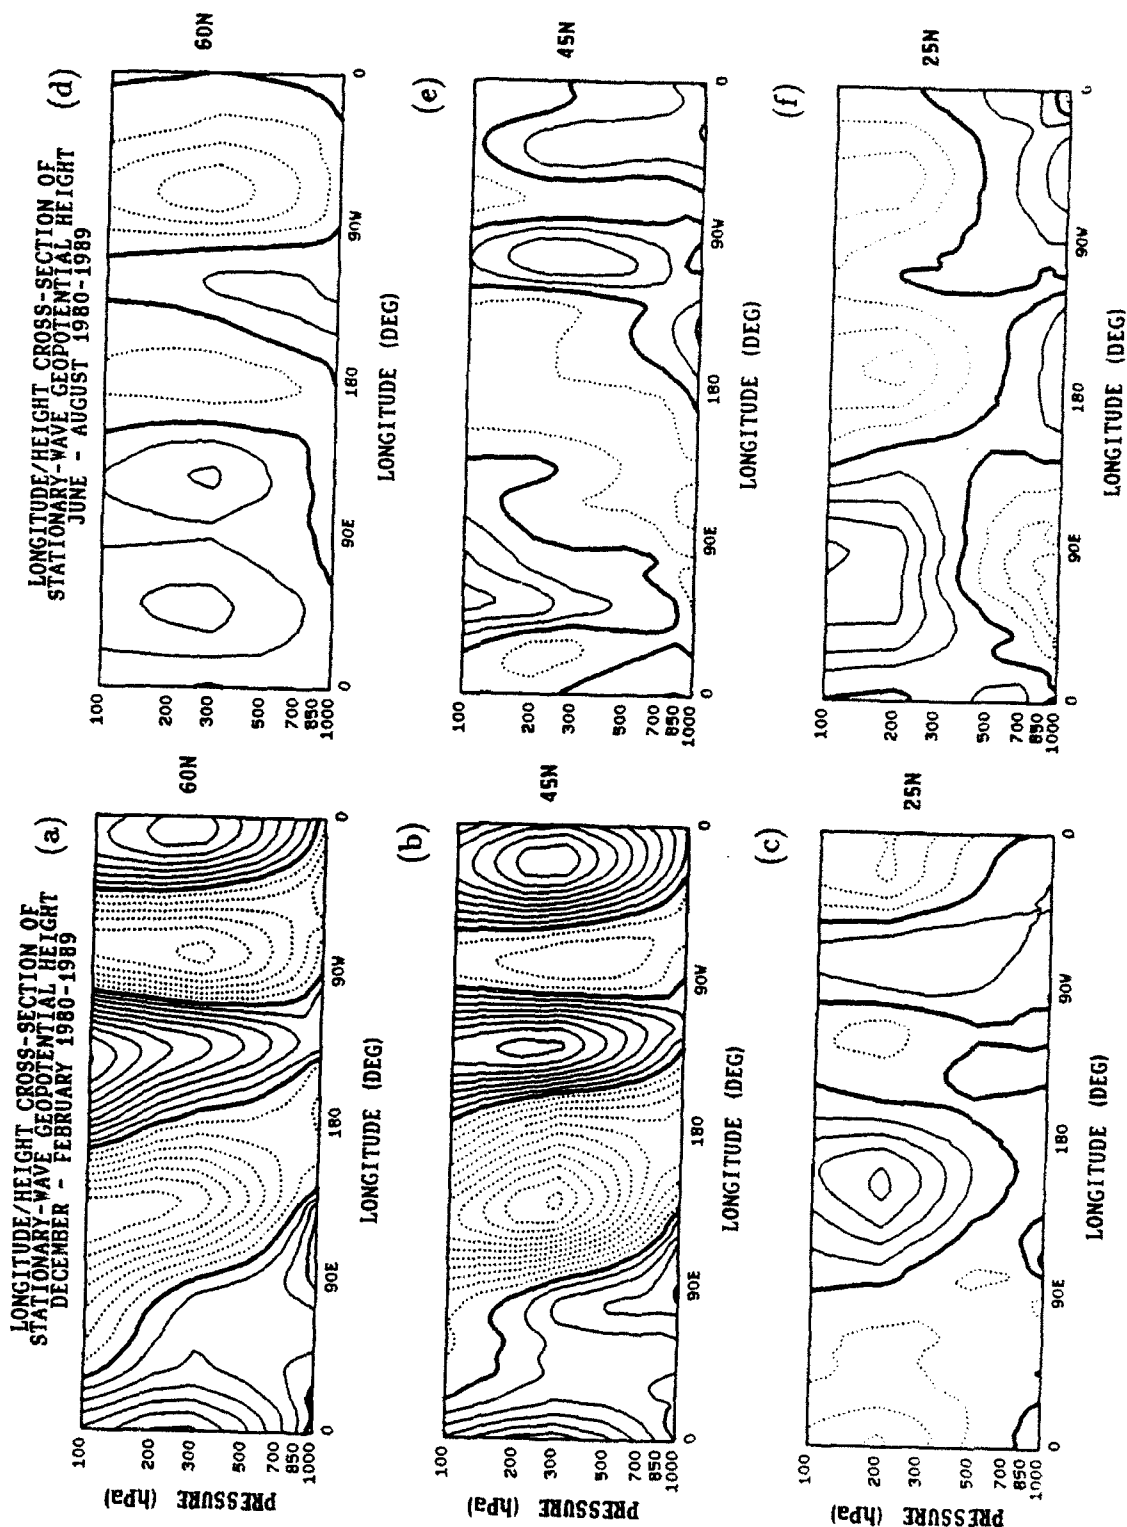 LONGITUDE/HEIGHT CROSS-SECTION OF
STATIONARY-WAVE GEOPOTENTIAL HEIGHT
DECEMBER - FEBRUARY 1980-1989
(a)
60N
100
200
300
500
700
850
1000
PRESSURE (hPa)
0
90E
180
90W
0
LONGITUDE (DEG)
(b)
45N
100
200
300
500
700
850
1000
PRESSURE (hPa)
0
90E
180
90W
0
LONGITUDE (DEG)
(c)
25N
100
200
300
500
700
850
1000
PRESSURE (hPa)
0
90E
180
90W
0
LONGITUDE (DEG)
LONGITUDE/HEIGHT CROSS-SECTION OF
STATIONARY-WAVE GEOPOTENTIAL HEIGHT
JUNE - AUGUST 1980-1989
(d)
60N
100
200
300
500
700
850
1000
0
90E
180
90W
0
LONGITUDE (DEG)
(e)
45N
100
200
300
500
700
850
1000
0
90E
180
90W
0
LONGITUDE (DEG)
(f)
25N
100
200
300
500
700
850
1000
0
90E
180
90W
LONGITUDE (DEG)